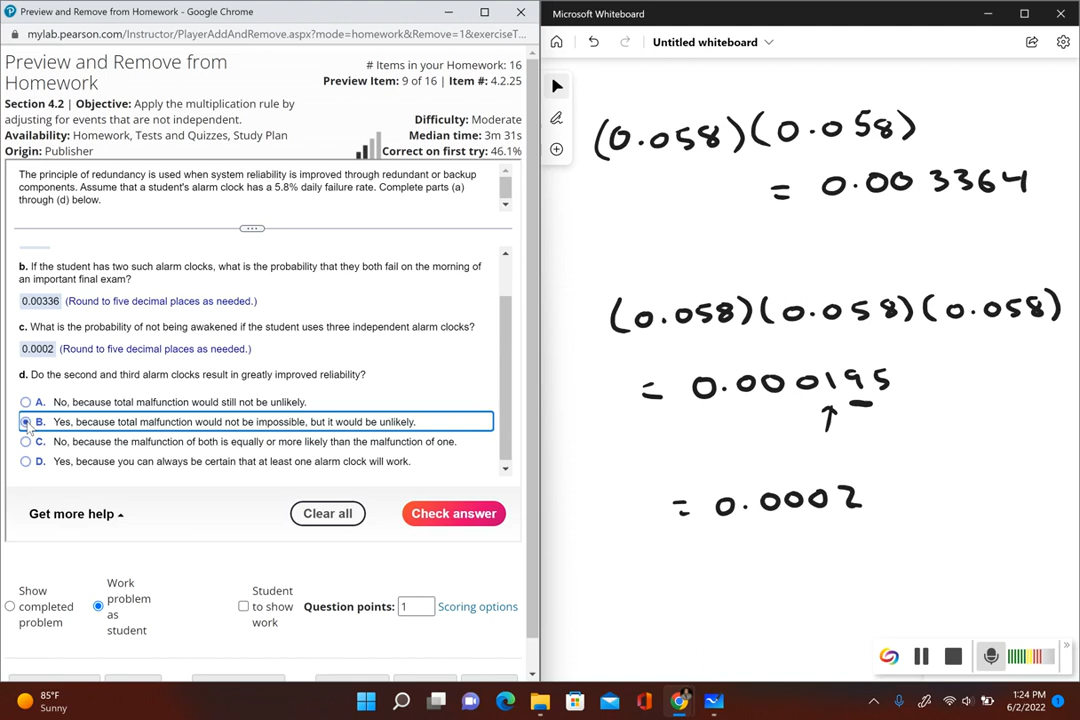 Preview and Remove from Homework - Google Chrome
mylab.pearson.com/Instructor/PlayerAddAndRemove.aspx?mode=homework&Remove=1&exerciseT...
Preview and Remove from
Homework
# Items in your Homework: 16
Preview Item: 9 of 16 | Item #: 4.2.25
Section 4.2 | Objective: Apply the multiplication rule by
adjusting for events that are not independent.
Availability: Homework, Tests and Quizzes, Study Plan
Origin: Publisher
Difficulty: Moderate
Median time: 3m 31s
Correct on first try: 46.1%
The principle of redundancy is used when system reliability is improved through redundant or backup
components. Assume that a student's alarm clock has a 5.8% daily failure rate. Complete parts (a)
through (d) below.
b. If the student has two such alarm clocks, what is the probability that they both fail on the morning of
an important final exam?
0.00336 (Round to five decimal places as needed.)
c. What is the probability of not being awakened if the student uses three independent alarm clocks?
0.0002 (Round to five decimal places as needed.)
d. Do the second and third alarm clocks result in greatly improved reliability?
A. No, because total malfunction would still not be unlikely.
B. Yes, because total malfunction would not be impossible, but it would be unlikely.
C. No, because the malfunction of both is equally or more likely than the malfunction of one.
D. Yes, because you can always be certain that at least one alarm clock will work.
Get more help
Clear all
Check answer
Show
completed
problem
Work
problem
as
student
Student
to show
work
Question points: 1
Scoring options
Microsoft Whiteboard
Untitled whiteboard
(0.058)(0.058)
= 0.003364
(0.058)(0.058)(0.058)
= 0.000195
= 0.0002
85°F
Sunny
1:24 PM
6/2/2022